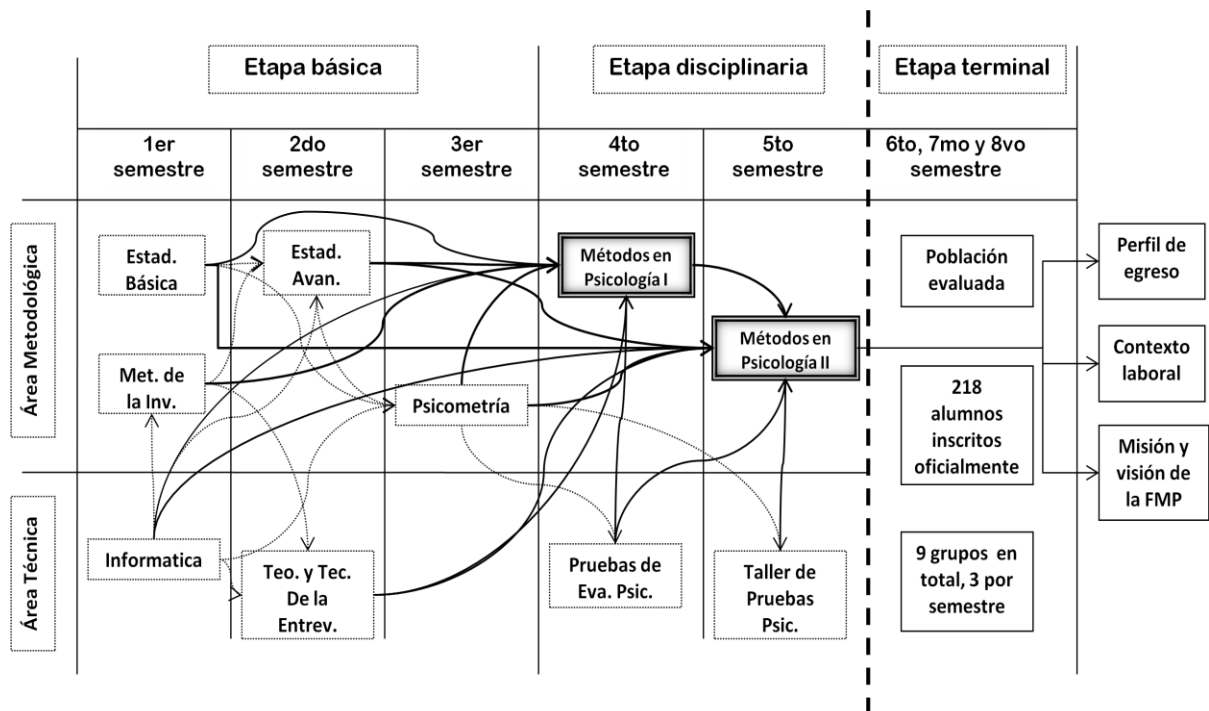 Etapa básica
Etapa disciplinaria
Etapa terminal
1er
semestre
2do
semestre
3er
semestre
4to
semestre
5to
semestre
6to, 7mo y 8vo
semestre
Área Metodológica
Estad.
Básica
Estad.
Avan.
Métodos en
Psicología I
Población
evaluada
Perfil de
egreso
Met. de
la Inv.
Psicometría
Métodos en
Psicología II
218
alumnos
inscritos
oficialmente
Contexto
laboral
Misión y
visión de
la FMP
Área Técnica
Informatica
Teo. y Tec.
De la
Entrev.
Pruebas de
Eva. Psic.
Taller de
Pruebas
Psic.
9 grupos en
total, 3 por
semestre